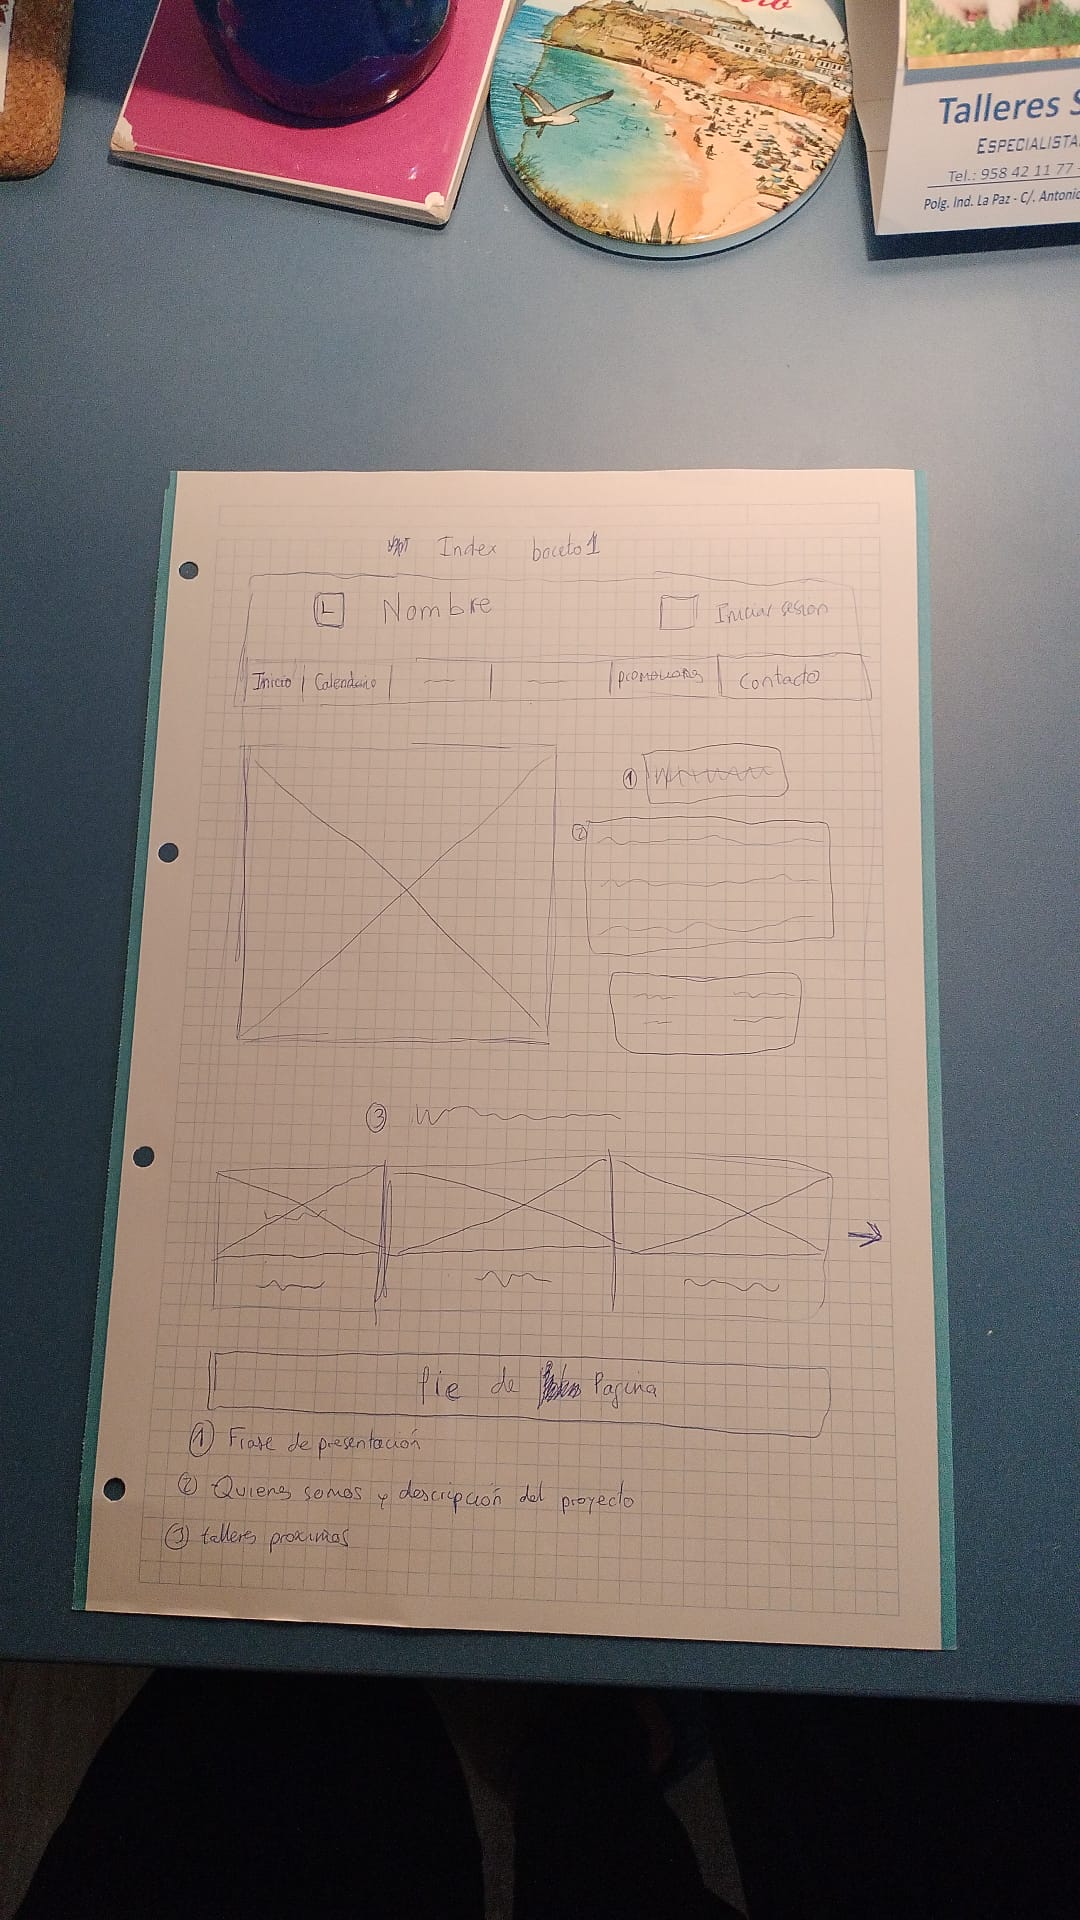 Talleres S
ESPECIALISTA
Tel.: 958 42 11 77 -
Polg. Ind. La Paz - C/. Antonio
Index boceto 1
L Nombre Iniciar sesion
Inicio Calendario promociones Contacto
1
2
3
pie de Pagina
1 Frase de presentación
2 Quienes somos y descripción del proyecto
3 talleres proximos